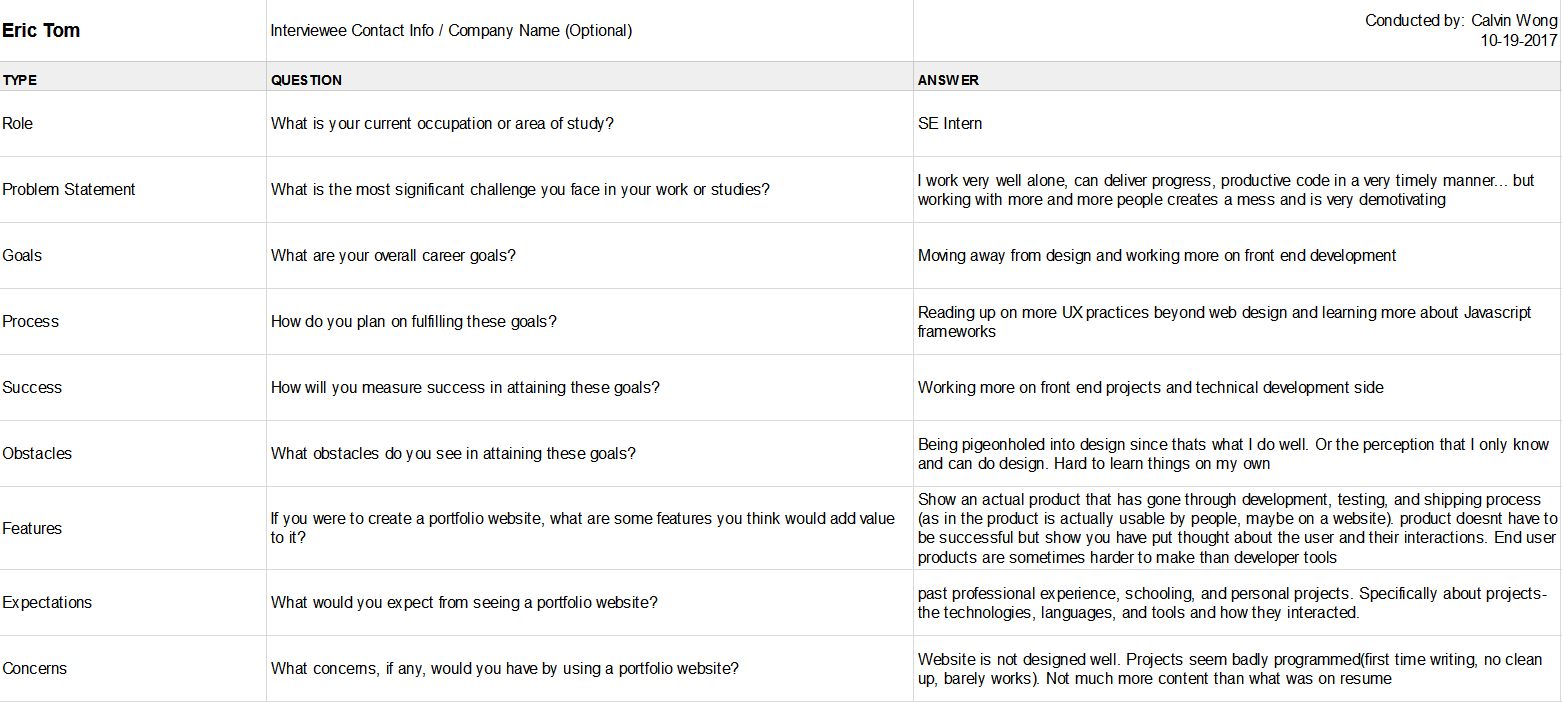 Eric Tom
Interviewee Contact Info / Company Name (Optional)
Conducted by: Calvin Wong
10-19-2017
TYPE
QUESTION
ANSWER
Role
What is your current occupation or area of study?
SE Intern
Problem Statement
What is the most significant challenge you face in your work or studies?
I work very well alone, can deliver progress, productive code in a very timely manner... but
working with more and more people creates a mess and is very demotivating
Goals
What are your overall career goals?
Moving away from design and working more on front end development
Process
How do you plan on fulfilling these goals?
Reading up on more UX practices beyond web design and learning more about Javascript
frameworks
Success
How will you measure success in attaining these goals?
Working more on front end projects and technical development side
Obstacles
What obstacles do you see in attaining these goals?
Being pigeonholed into design since thats what I do well. Or the perception that I only know
and can do design. Hard to learn things on my own
Features
If you were to create a portfolio website, what are some features you think would add value
to it?
Show an actual product that has gone through development, testing, and shipping process
(as in the product is actually usable by people, maybe on a website). product doesnt have to
be successful but show you have put thought about the user and their interactions. End user
products are sometimes harder to make than developer tools
Expectations
What would you expect from seeing a portfolio website?
past professional experience, schooling, and personal projects. Specifically about projects-
the technologies, languages, and tools and how they interacted.
Concerns
What concerns, if any, would you have by using a portfolio website?
Website is not designed well. Projects seem badly programmed(first time writing, no clean
up, barely works). Not much more content than what was on resume